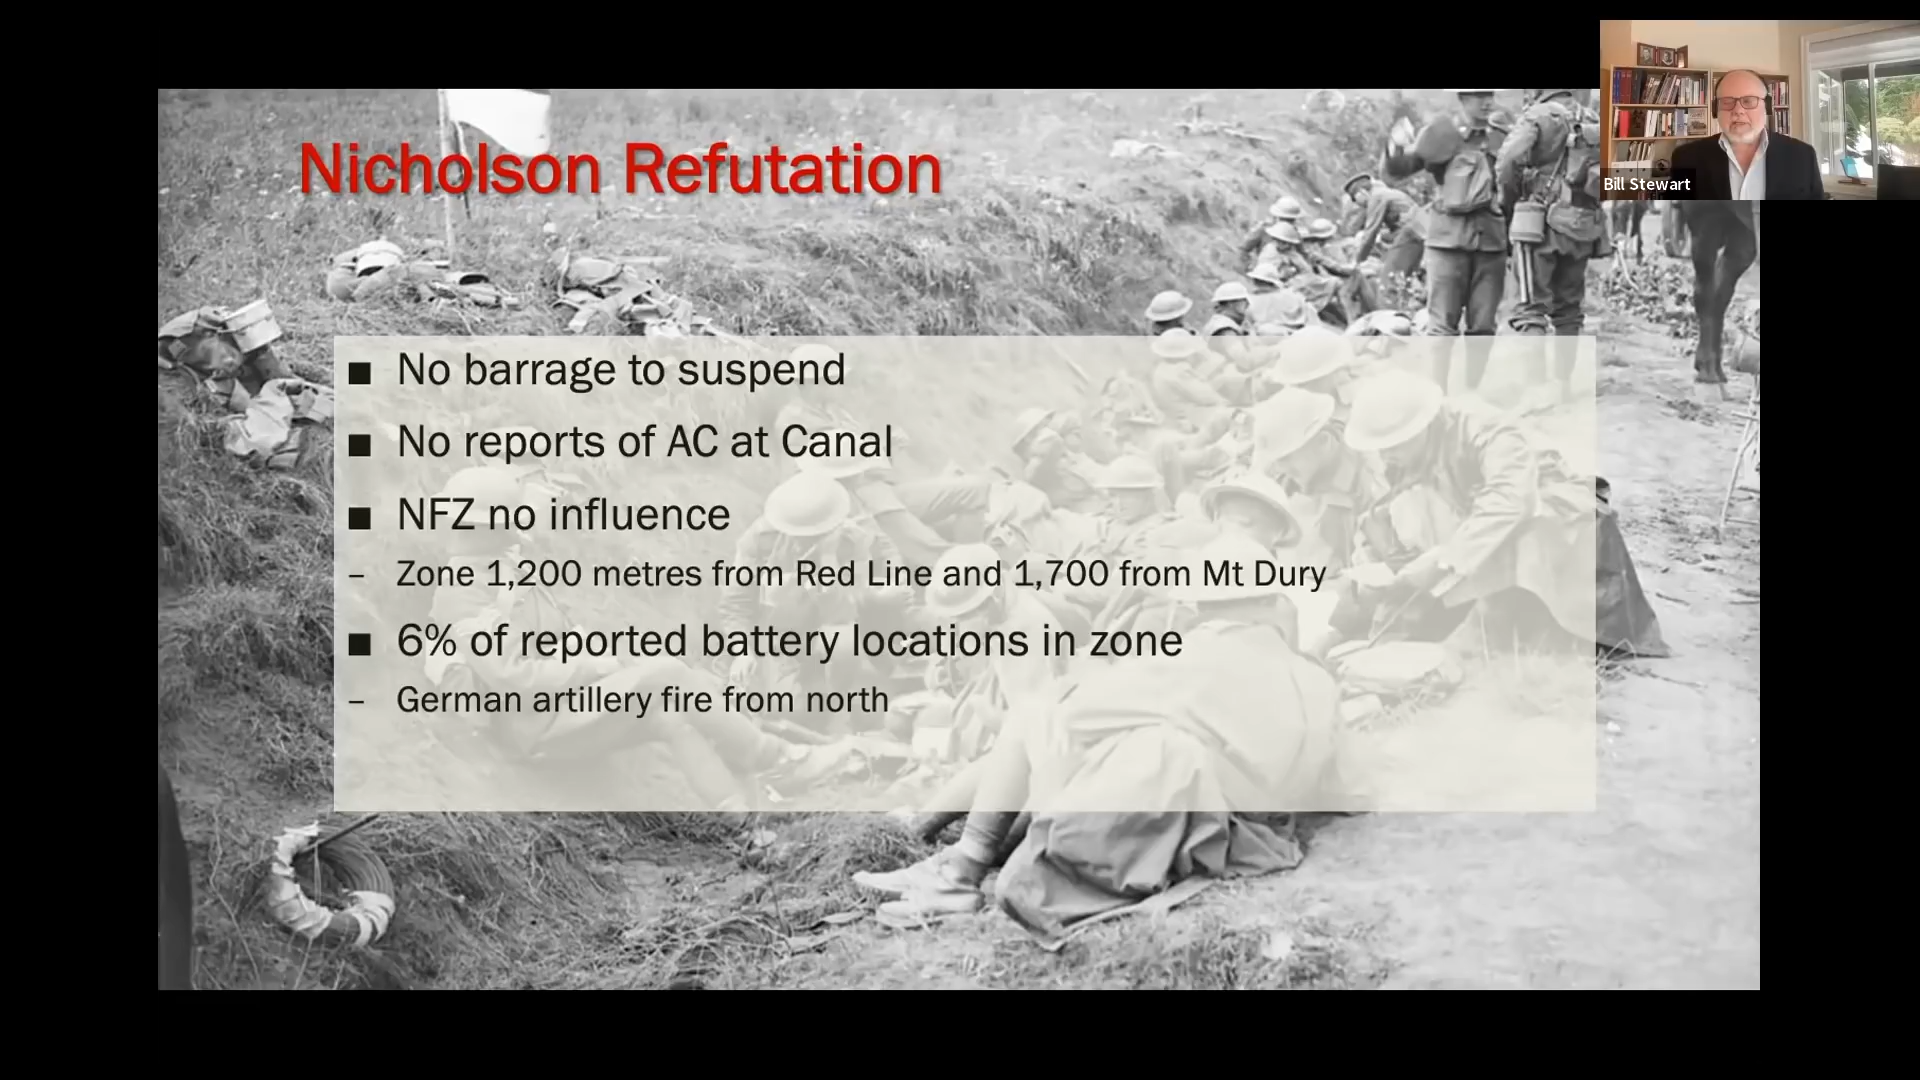 Nicholson Refutation
Bill Stewart
■ No barrage to suspend
■ No reports of AC at Canal
■ NFZ no influence
– Zone 1,200 metres from Red Line and 1,700 from Mt Dury
■ 6% of reported battery locations in zone
– German artillery fire from north